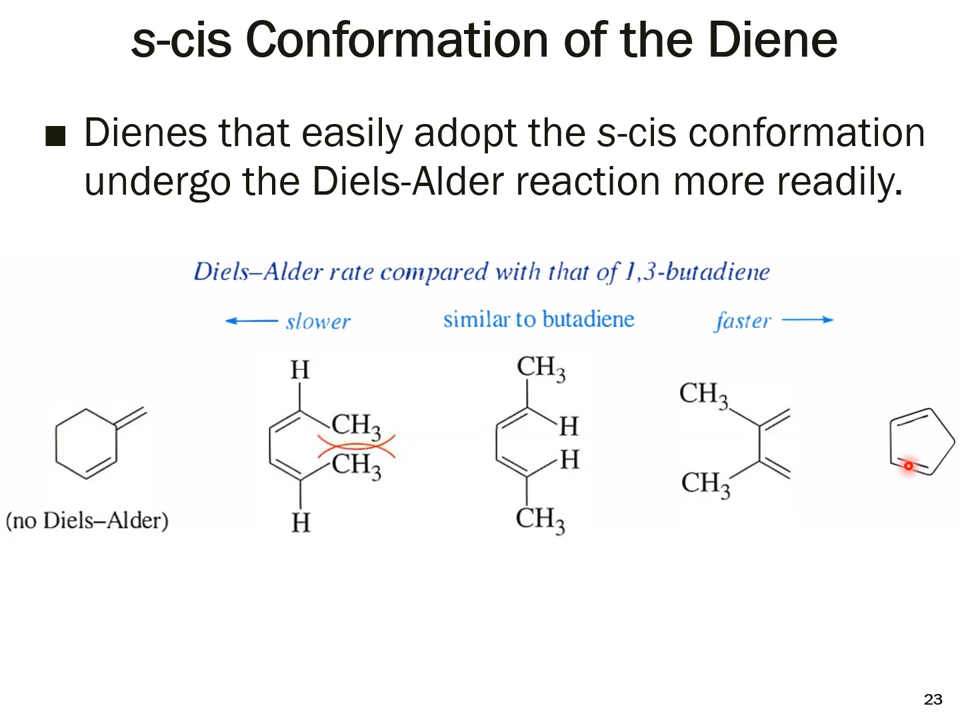 s-cis Conformation of the Diene
■ Dienes that easily adopt the s-cis conformation
undergo the Diels-Alder reaction more readily.
Diels–Alder rate compared with that of 1,3-butadiene
slower
similar to butadiene
faster
H
CH₃
CH₃
H
CH₃
H
H
CH₃
CH₃
CH₃
(no Diels–Alder)
23